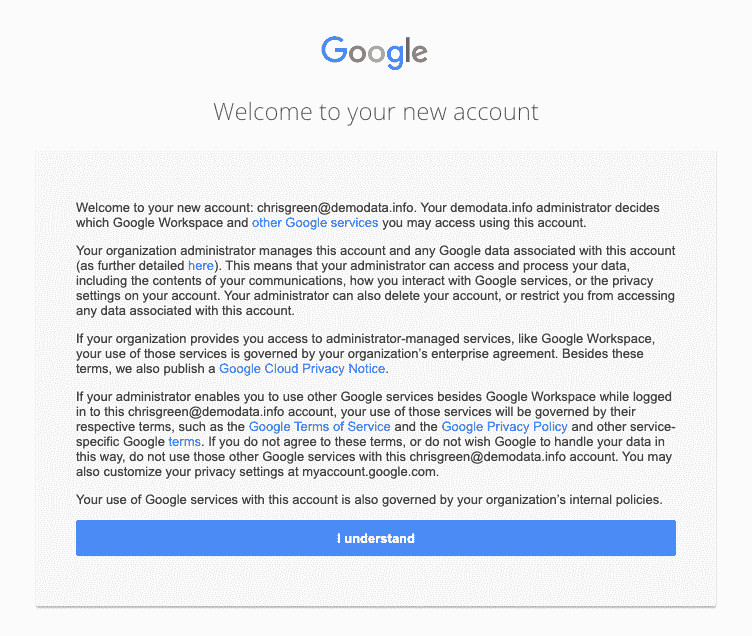 Google
Welcome to your new account
Welcome to your new account: chrisgreen@demodata.info. Your demodata.info administrator decides
which Google Workspace and other Google services you may access using this account.
Your organization administrator manages this account and any Google data associated with this account
(as further detailed here). This means that your administrator can access and process your data,
including the contents of your communications, how you interact with Google services, or the privacy
settings on your account. Your administrator can also delete your account, or restrict you from accessing
any data associated with this account.
If your organization provides you access to administrator-managed services, like Google Workspace,
your use of those services is governed by your organization’s enterprise agreement. Besides these
terms, we also publish a Google Cloud Privacy Notice.
If your administrator enables you to use other Google services besides Google Workspace while logged
in to this chrisgreen@demodata.info account, your use of those services will be governed by their
respective terms, such as the Google Terms of Service and the Google Privacy Policy and other service-
specific Google terms. If you do not agree to these terms, or do not wish Google to handle your data in
this way, do not use those other Google services with this chrisgreen@demodata.info account. You may
also customize your privacy settings at myaccount.google.com.
Your use of Google services with this account is also governed by your organization’s internal policies.
I understand